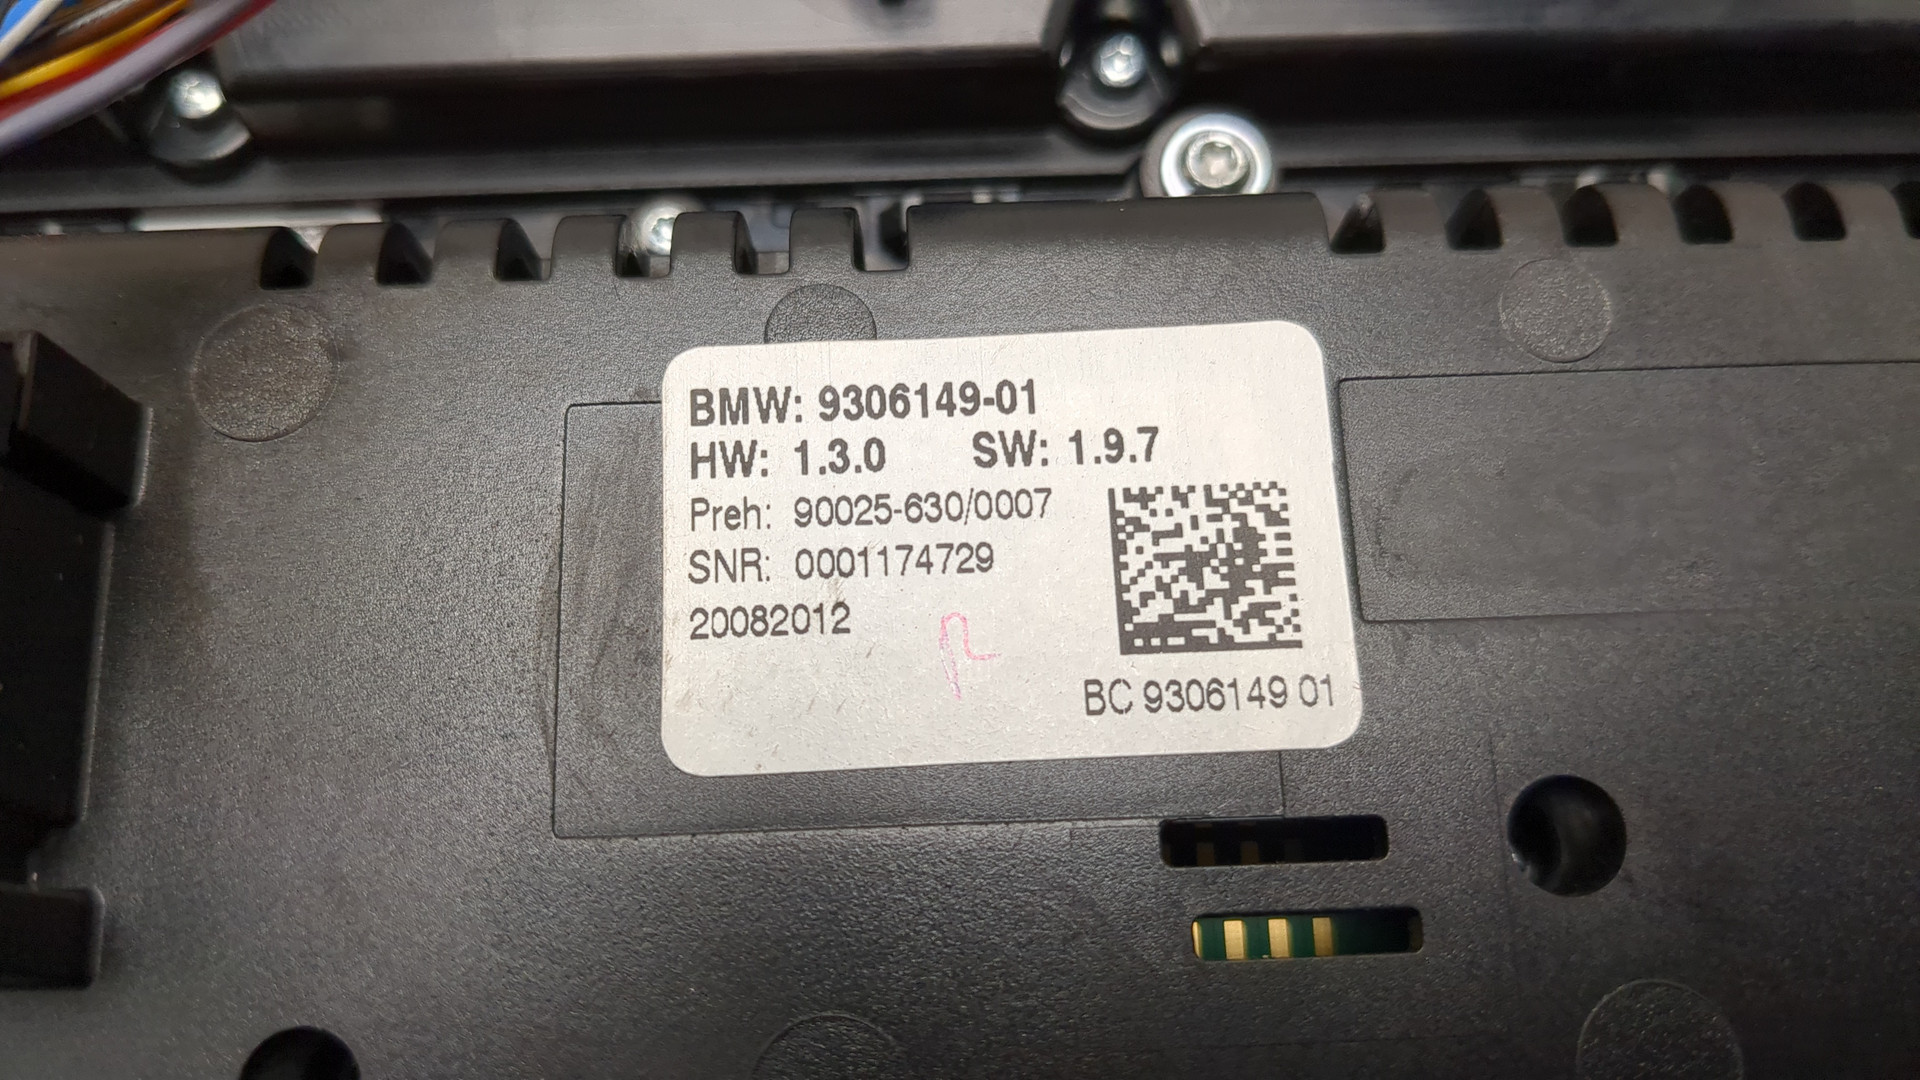 BMW: 9306149-01
HW: 1.3.0 SW: 1.9.7
Preh: 90025-630/0007
SNR: 0001174729
20082012
BC 9306149 01